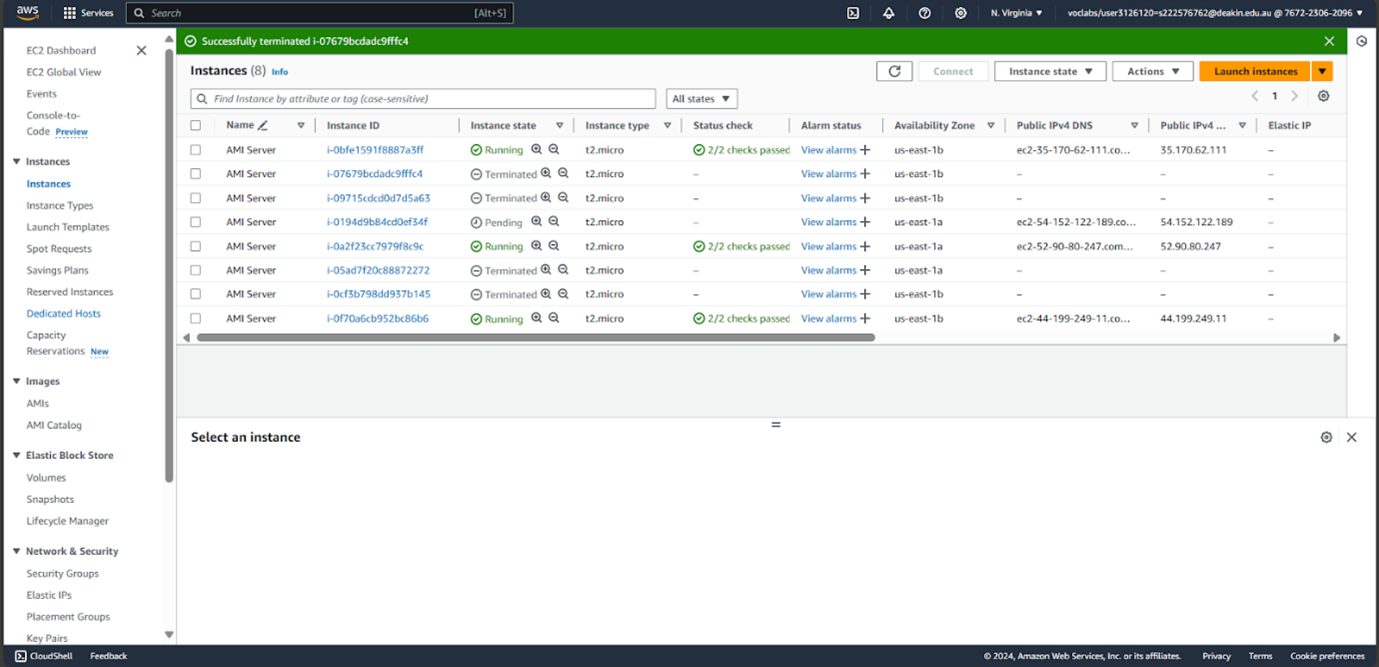 aws Services Search [Alt+S] N. Virginia voclabs/user3126120=s222576762@deakin.edu.au @ 7672-2306-2096
EC2 Dashboard
EC2 Global View
Events
Console-to-
Code Preview
Instances
Instances
Instance Types
Launch Templates
Spot Requests
Savings Plans
Reserved Instances
Dedicated Hosts
Capacity
Reservations New
Images
AMIs
AMI Catalog
Elastic Block Store
Volumes
Snapshots
Lifecycle Manager
Network & Security
Security Groups
Elastic IPs
Placement Groups
Key Pairs
Successfully terminated i-07679bcdadc9fffc4
Instances (8) Info Connect Instance state Actions Launch instances
Find Instance by attribute or tag (case-sensitive) All states 1
Name Instance ID Instance state Instance type Status check Alarm status Availability Zone Public IPv4 DNS Public IPv4 ... Elastic IP
AMI Server i-0bfe1591f8887a3ff Running t2.micro 2/2 checks passed View alarms + us-east-1b ec2-35-170-62-111.co... 35.170.62.111 –
AMI Server i-07679bcdadc9fffc4 Terminated t2.micro – View alarms + us-east-1b – – –
AMI Server i-09715cdcd0d7d5a63 Terminated t2.micro – View alarms + us-east-1b – – –
AMI Server i-0194d9b84cd0ef34f Pending t2.micro View alarms + us-east-1a ec2-54-152-122-189.co... 54.152.122.189 –
AMI Server i-0a2f23cc7979f8c9c Running t2.micro 2/2 checks passed View alarms + us-east-1a ec2-52-90-80-247.com... 52.90.80.247 –
AMI Server i-05ad7f20c88872272 Terminated t2.micro – View alarms + us-east-1a – – –
AMI Server i-0cf3b798dd937b145 Terminated t2.micro – View alarms + us-east-1b – – –
AMI Server i-0f70a6cb952bc86b6 Running t2.micro 2/2 checks passed View alarms + us-east-1b ec2-44-199-249-11.co... 44.199.249.11 –
Select an instance
CloudShell Feedback © 2024, Amazon Web Services, Inc. or its affiliates. Privacy Terms Cookie preferences